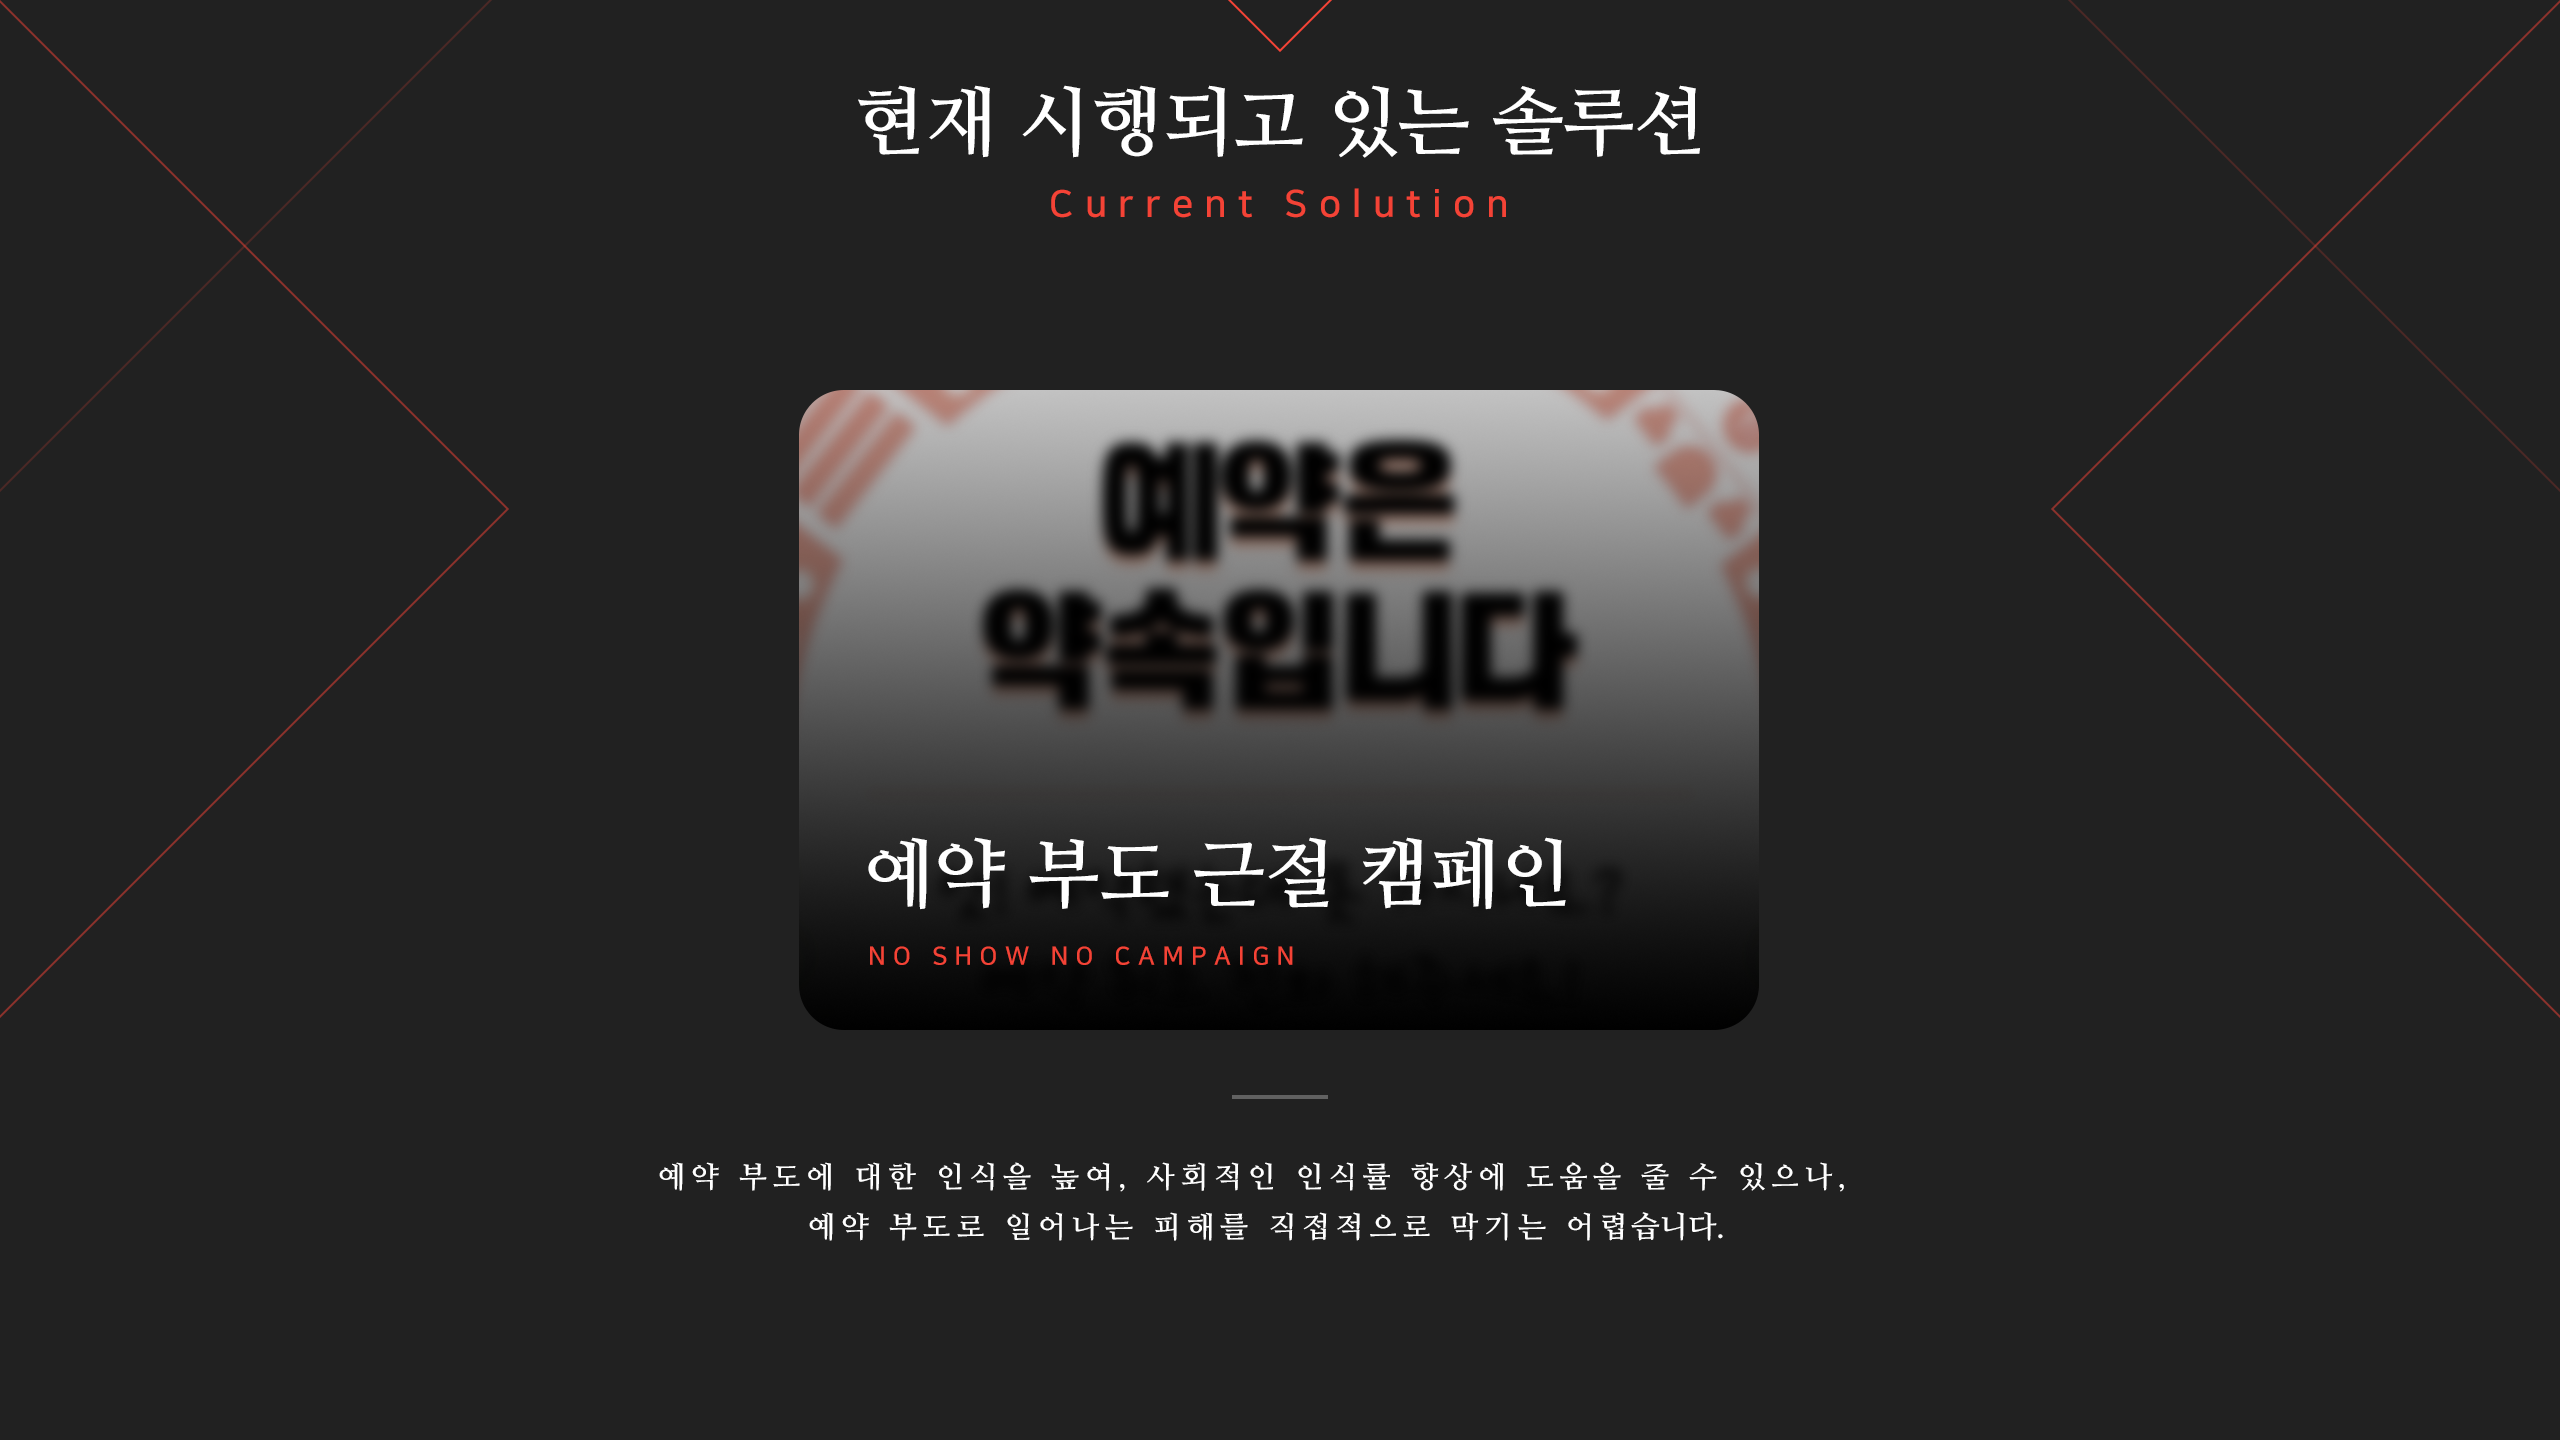 현재 시행되고 있는 솔루션
Current Solution
예약은
약속입니다
예약 부도 근절 캠페인
NO SHOW NO CAMPAIGN
예약 부도에 대한 인식을 높여, 사회적인 인식률 향상에 도움을 줄 수 있으나,
예약 부도로 일어나는 피해를 직접적으로 막기는 어렵습니다.